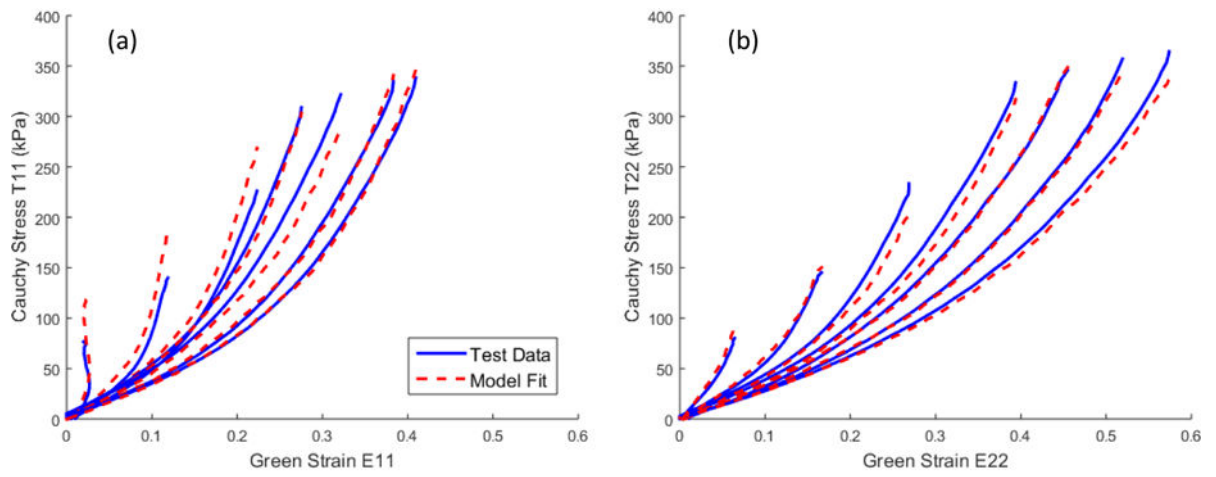 (a)
400
350
300
250
200
150
100
50
0
Cauchy Stress T11 (kPa)
0 0.1 0.2 0.3 0.4 0.5 0.6
Green Strain E11
Test Data
Model Fit
(b)
400
350
300
250
200
150
100
50
0
Cauchy Stress T22 (kPa)
0 0.1 0.2 0.3 0.4 0.5 0.6
Green Strain E22